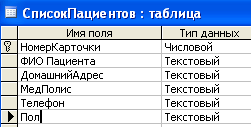 СписокПациентов : таблица
Имя поля Тип данных
НомерКарточки Числовой
ФИО Пациента Текстовый
ДомашнийАдрес Текстовый
МедПолис Текстовый
Телефон Текстовый
Пол Текстовый